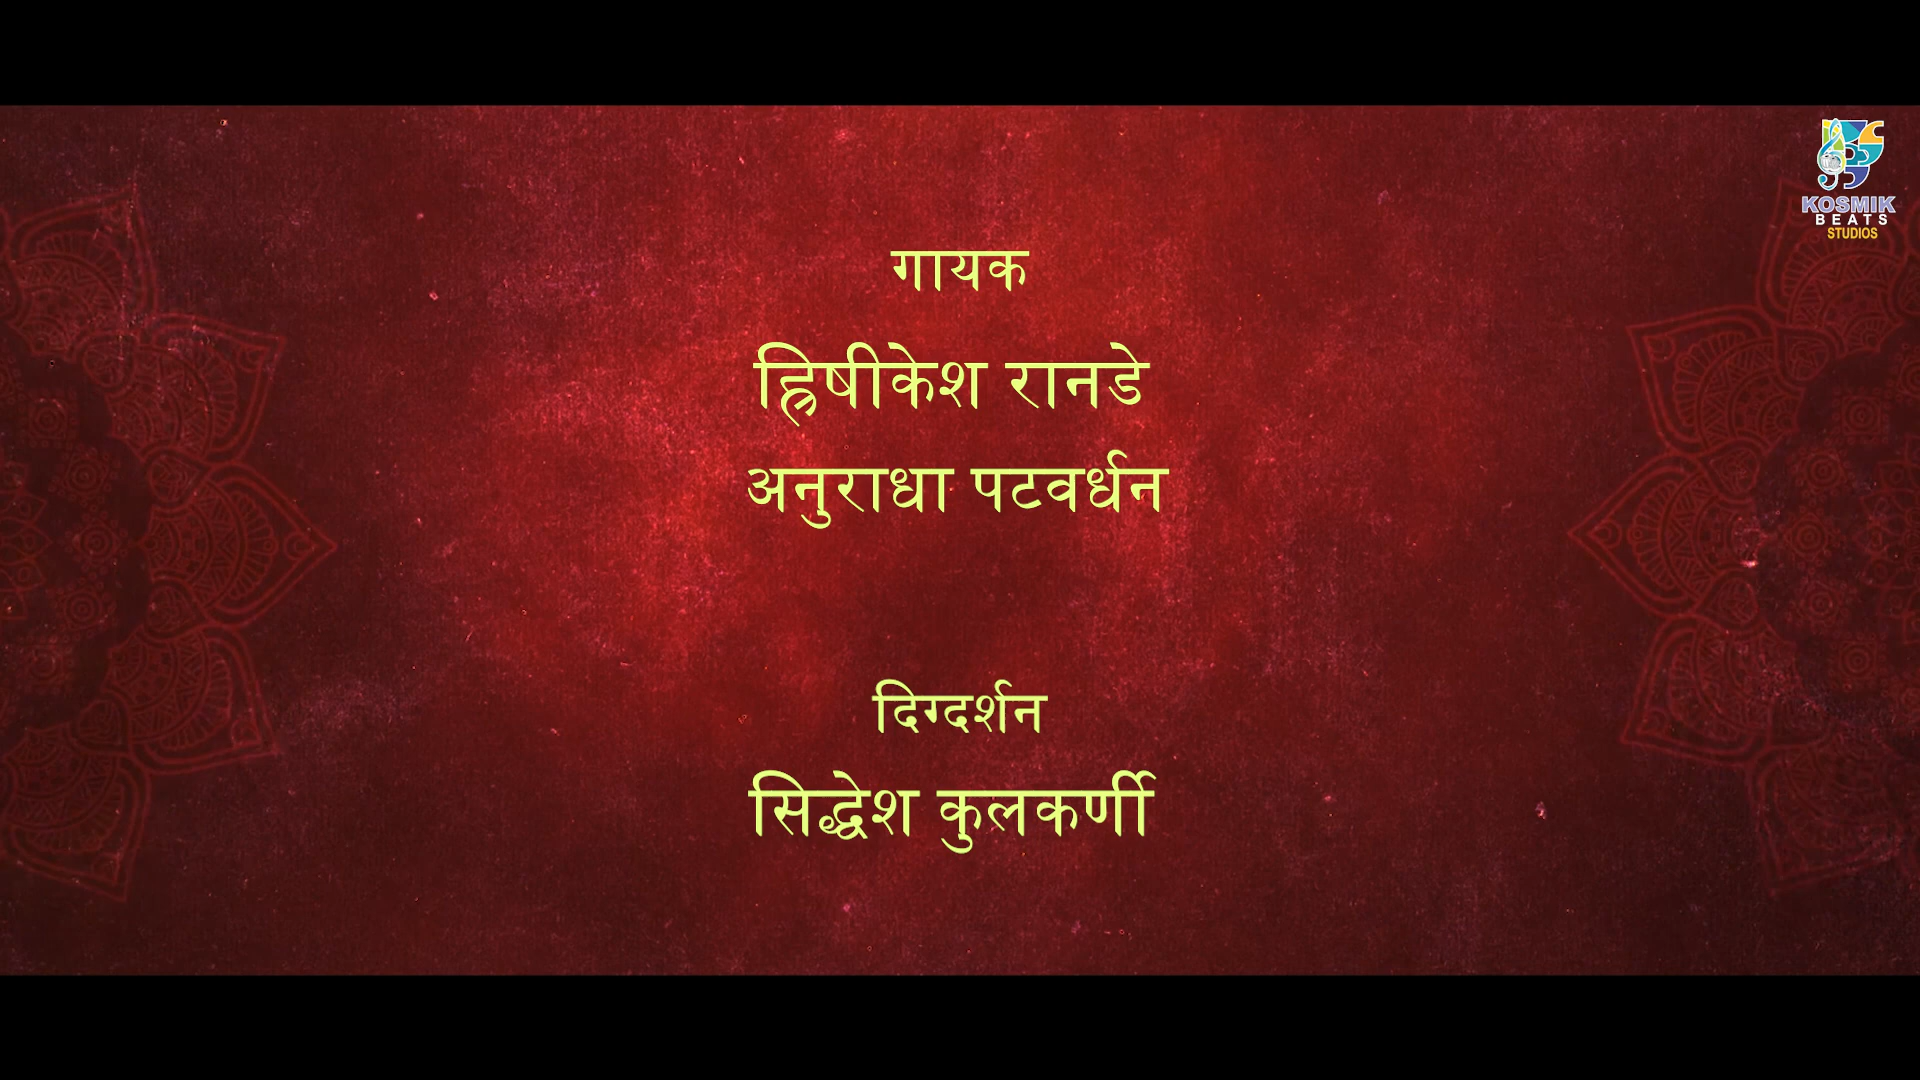 KOSMIK
BEATS
STUDIOS
गायक
ह्रिषीकेश रानडे
अनुराधा पटवर्धन
दिग्दर्शन
सिद्धेश कुलकर्णी